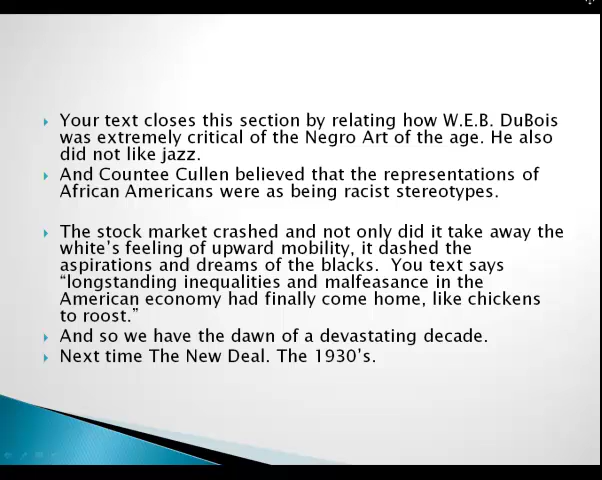 Your text closes this section by relating how W.E.B. DuBois
was extremely critical of the Negro Art of the age. He also
did not like jazz.
And Countee Cullen believed that the representations of
African Americans were as being racist stereotypes.
The stock market crashed and not only did it take away the
white's feeling of upward mobility, it dashed the
aspirations and dreams of the blacks.  You text says
“longstanding inequalities and malfeasance in the
American economy had finally come home, like chickens
to roost.”
And so we have the dawn of a devastating decade.
Next time The New Deal. The 1930's.